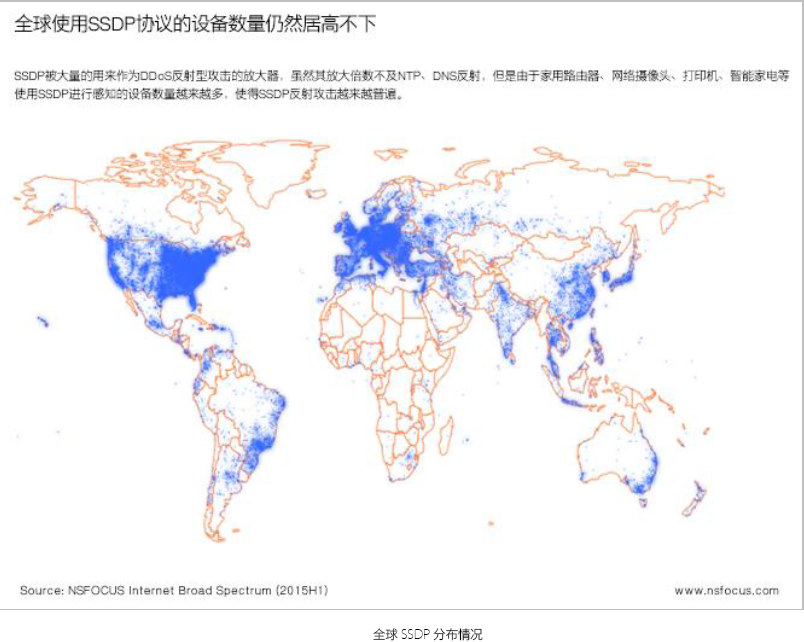 全球使用SSDP协议的设备数量仍然居高不下
SSDP被大量的用来作为DDoS反射型攻击的放大器，虽然其放大倍数不及NTP、DNS反射，但是由于家用路由器、网络摄像头、打印机、智能家电等
使用SSDP进行感知的设备数量越来越多，使得SSDP反射攻击越来越普遍。
Source: NSFOCUS Internet Broad Spectrum (2015H1)
www.nsfocus.com
全球 SSDP 分布情况